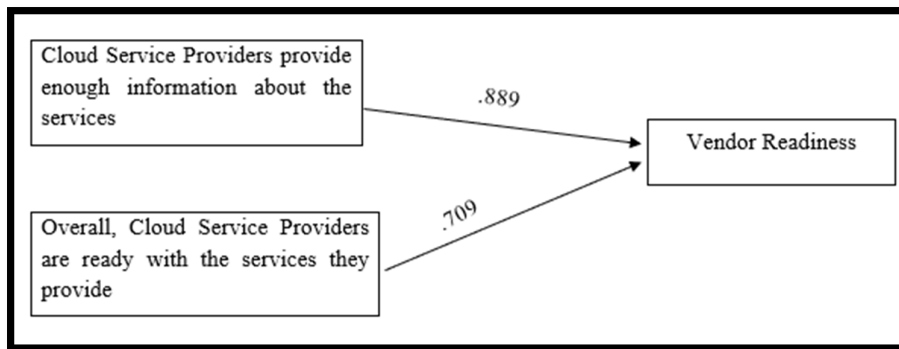 Cloud Service Providers provide
enough information about the
services
.889
Vendor Readiness
.709
Overall, Cloud Service Providers
are ready with the services they
provide